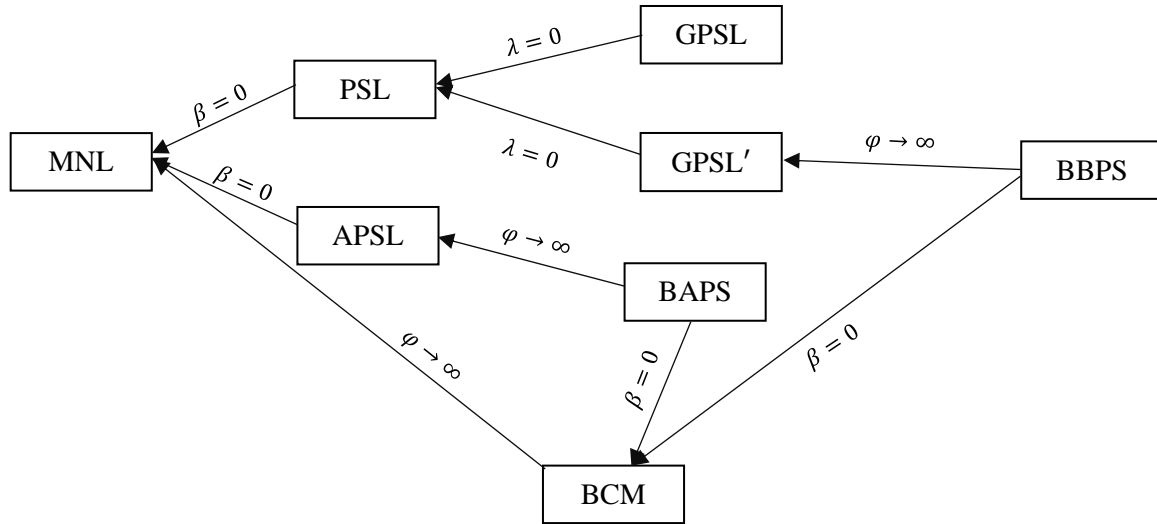 GPSL
λ = 0
PSL
β = 0
MNL
λ = 0
GPSL′
φ → ∞
BBPS
β = 0
APSL
φ → ∞
BAPS
φ → ∞
β = 0
β = 0
BCM